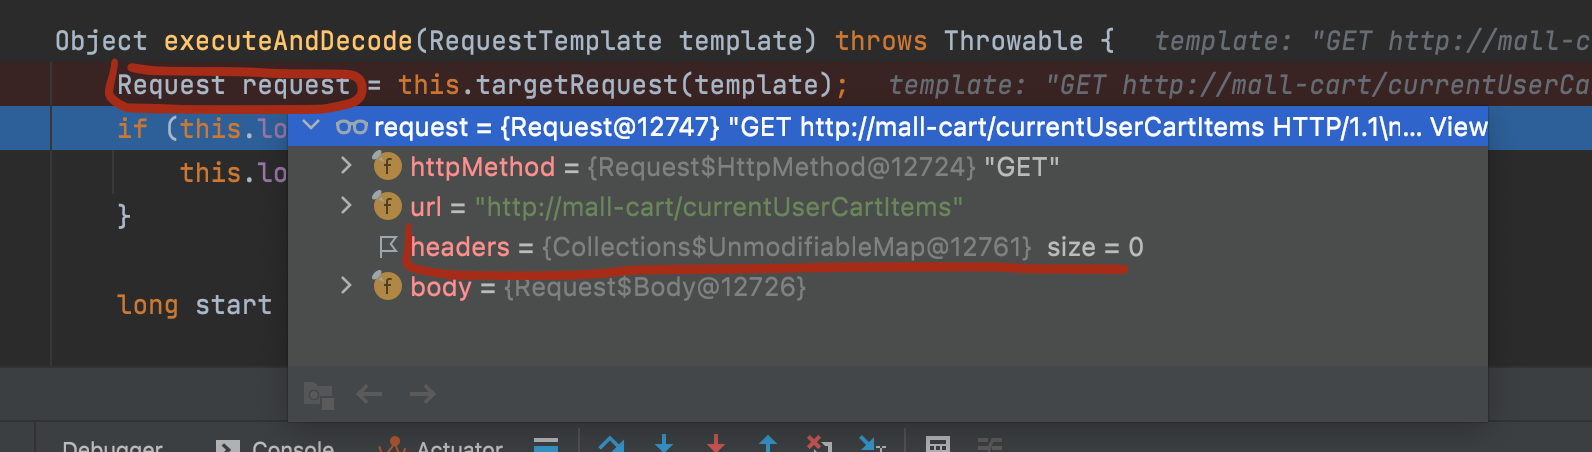 Object executeAndDecode(RequestTemplate template) throws Throwable {  template: "GET http://mall-c
Request request = this.targetRequest(template);  template: "GET http://mall-cart/currentUserCa
if (this.lo
request = {Request@12747} "GET http://mall-cart/currentUserCartItems HTTP/1.1\n... View
httpMethod = {Request$HttpMethod@12724} "GET"
this.lo
url = "http://mall-cart/currentUserCartItems"
}
headers = {Collections$UnmodifiableMap@12761}  size = 0
body = {Request$Body@12726}
long start
Debugger  Console  Actuator